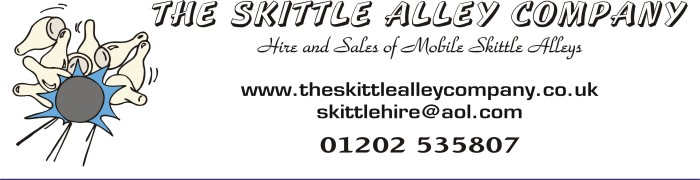 THE SKITTLE ALLEY COMPANY
Hire and Sales of Mobile Skittle Alleys
www.theskittlealleycompany.co.uk
skittlehire@aol.com
01202 535807